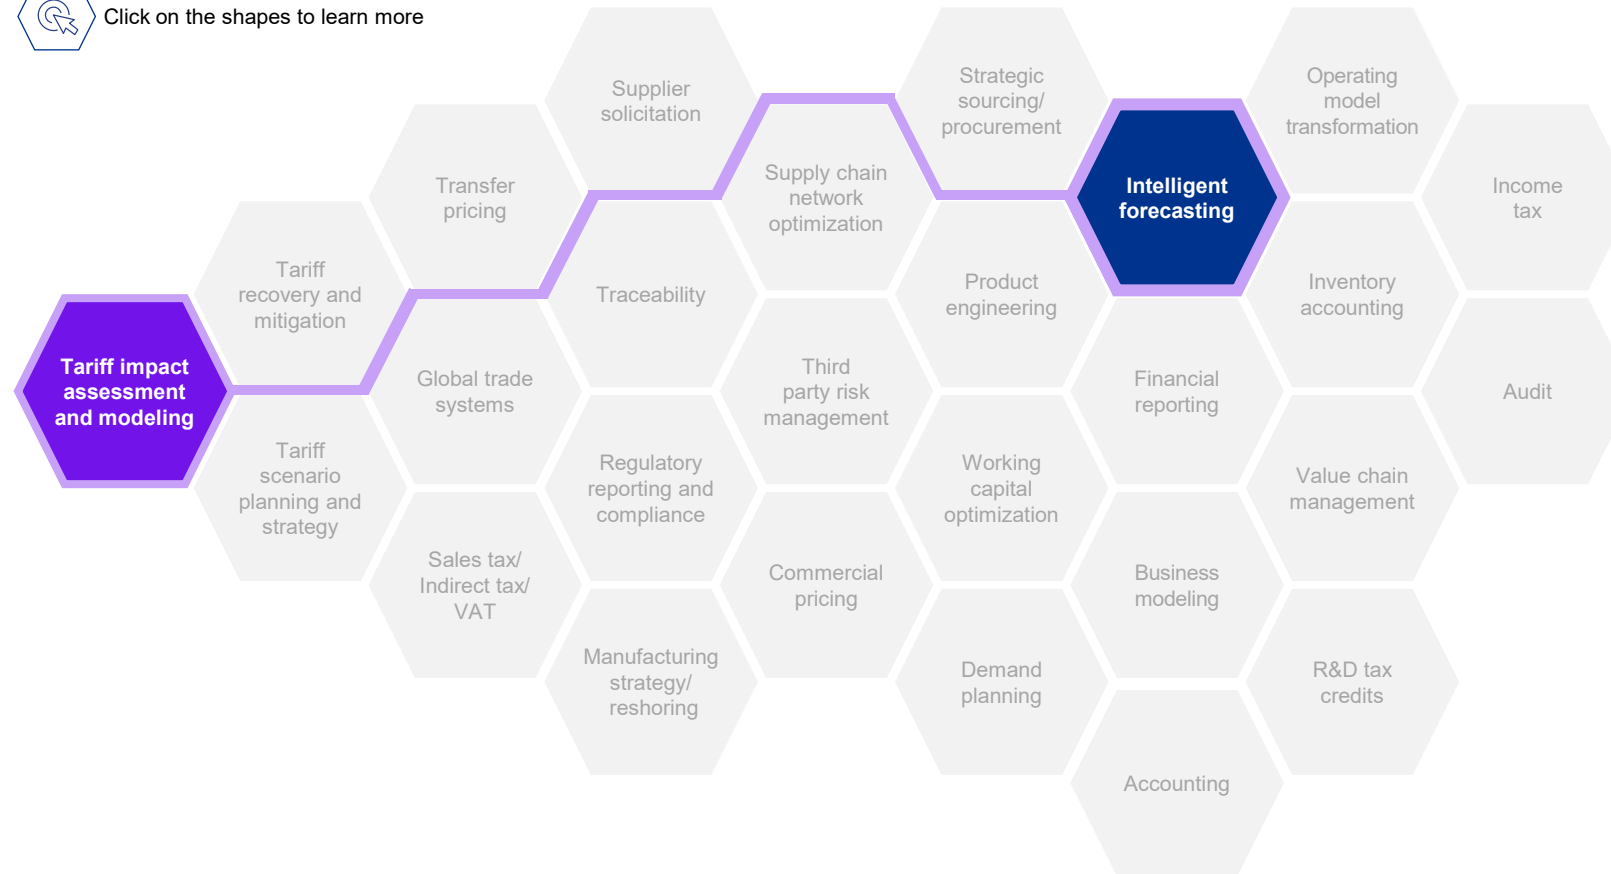 Click on the shapes to learn more
Tariff impact
assessment
and modeling
Tariff
recovery and
mitigation
Tariff
scenario
planning and
strategy
Transfer
pricing
Global trade
systems
Sales tax/
Indirect tax/
VAT
Supplier
solicitation
Traceability
Regulatory
reporting and
compliance
Manufacturing
strategy/
reshoring
Supply chain
network
optimization
Third
party risk
management
Commercial
pricing
Strategic
sourcing/
procurement
Product
engineering
Working
capital
optimization
Demand
planning
Intelligent
forecasting
Financial
reporting
Business
modeling
Accounting
Operating
model
transformation
Inventory
accounting
Value chain
management
R&D tax
credits
Income
tax
Audit